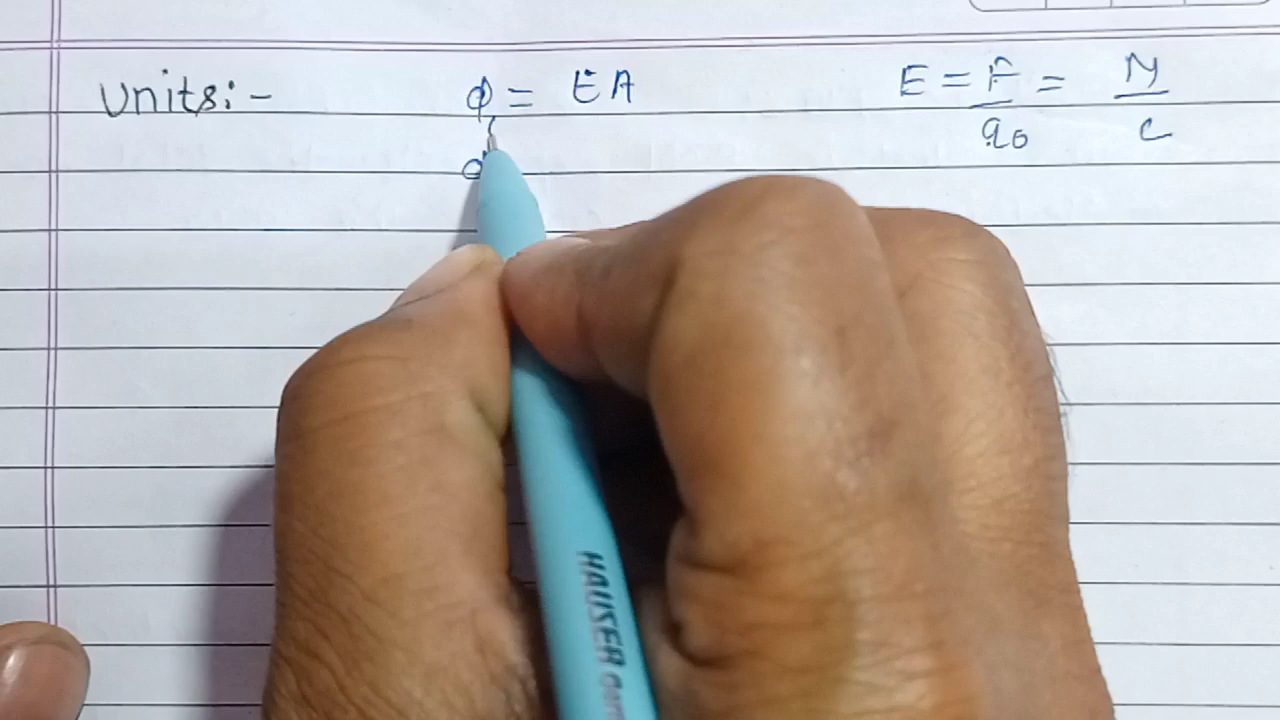 Units:- φ = EA E = F/q₀ = N/C
HAUSER